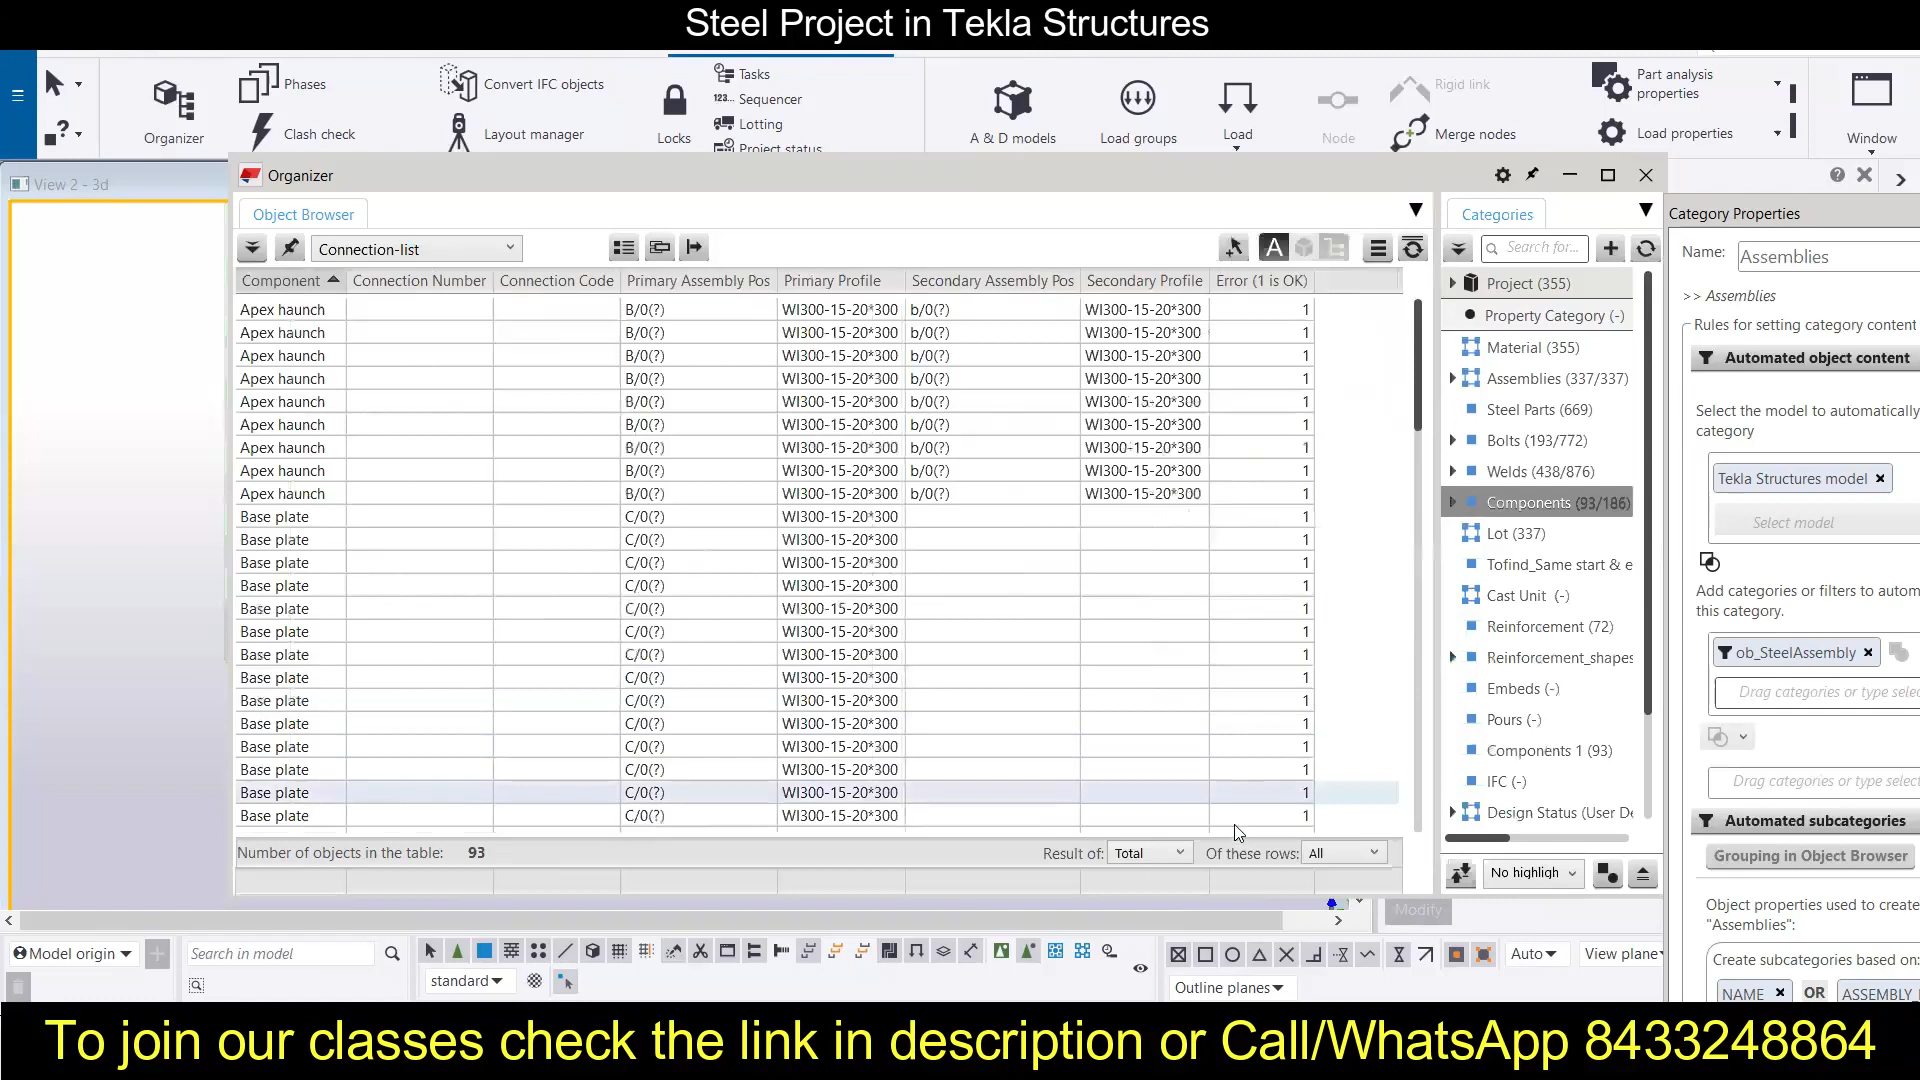 Steel Project in Tekla Structures
Organizer
Phases
Clash check
Convert IFC objects
Layout manager
Locks
Tasks
123... Sequencer
Lotting
Project status
A & D models
Load groups
Load
Node
Rigid link
Merge nodes
Part analysis
properties
Load properties
Window
View 2 - 3d
Organizer
Object Browser
Connection-list
Component Connection Number Connection Code Primary Assembly Pos Primary Profile Secondary Assembly Pos Secondary Profile Error (1 is OK)
Apex haunch B/0(?) WI300-15-20*300 b/0(?) WI300-15-20*300 1
Apex haunch B/0(?) WI300-15-20*300 b/0(?) WI300-15-20*300 1
Apex haunch B/0(?) WI300-15-20*300 b/0(?) WI300-15-20*300 1
Apex haunch B/0(?) WI300-15-20*300 b/0(?) WI300-15-20*300 1
Apex haunch B/0(?) WI300-15-20*300 b/0(?) WI300-15-20*300 1
Apex haunch B/0(?) WI300-15-20*300 b/0(?) WI300-15-20*300 1
Apex haunch B/0(?) WI300-15-20*300 b/0(?) WI300-15-20*300 1
Apex haunch B/0(?) WI300-15-20*300 b/0(?) WI300-15-20*300 1
Apex haunch B/0(?) WI300-15-20*300 b/0(?) WI300-15-20*300 1
Base plate C/0(?) WI300-15-20*300 1
Base plate C/0(?) WI300-15-20*300 1
Base plate C/0(?) WI300-15-20*300 1
Base plate C/0(?) WI300-15-20*300 1
Base plate C/0(?) WI300-15-20*300 1
Base plate C/0(?) WI300-15-20*300 1
Base plate C/0(?) WI300-15-20*300 1
Base plate C/0(?) WI300-15-20*300 1
Base plate C/0(?) WI300-15-20*300 1
Base plate C/0(?) WI300-15-20*300 1
Base plate C/0(?) WI300-15-20*300 1
Base plate C/0(?) WI300-15-20*300 1
Base plate C/0(?) WI300-15-20*300 1
Base plate C/0(?) WI300-15-20*300 1
Number of objects in the table: 93
Result of: Total Of these rows: All
Categories
Search for...
Project (355)
Property Category (-)
Material (355)
Assemblies (337/337)
Steel Parts (669)
Bolts (193/772)
Welds (438/876)
Components (93/186)
Lot (337)
Tofind_Same start & e
Cast Unit (-)
Reinforcement (72)
Reinforcement_shapes
Embeds (-)
Pours (-)
Components 1 (93)
IFC (-)
Design Status (User De
No highligh
Category Properties
Name: Assemblies
>> Assemblies
Rules for setting category content
Automated object content
Select the model to automatically
category
Tekla Structures model
Select model
Add categories or filters to autom
this category.
ob_SteelAssembly
Drag categories or type selec
Drag categories or type select
Automated subcategories
Grouping in Object Browser
Object properties used to create
"Assemblies":
Create subcategories based on:
NAME OR ASSEMBLY_
Modify
Model origin
Search in model
standard
Auto
View plane
Outline planes
To join our classes check the link in description or Call/WhatsApp 8433248864